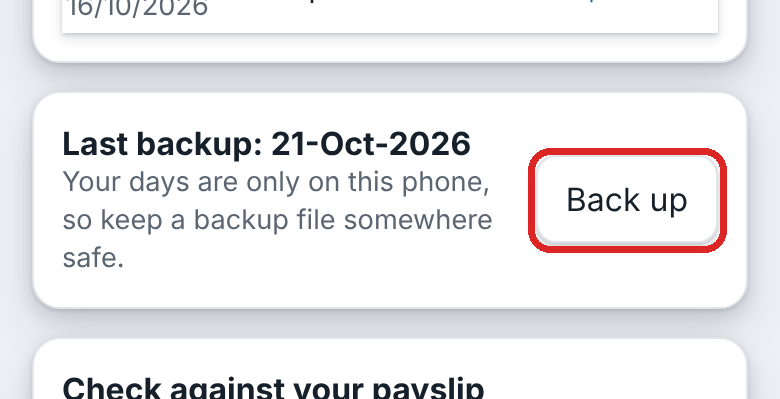 16/10/2026
Last backup: 21-Oct-2026
Your days are only on this phone,
so keep a backup file somewhere
safe.
Back up
Check against your payslip